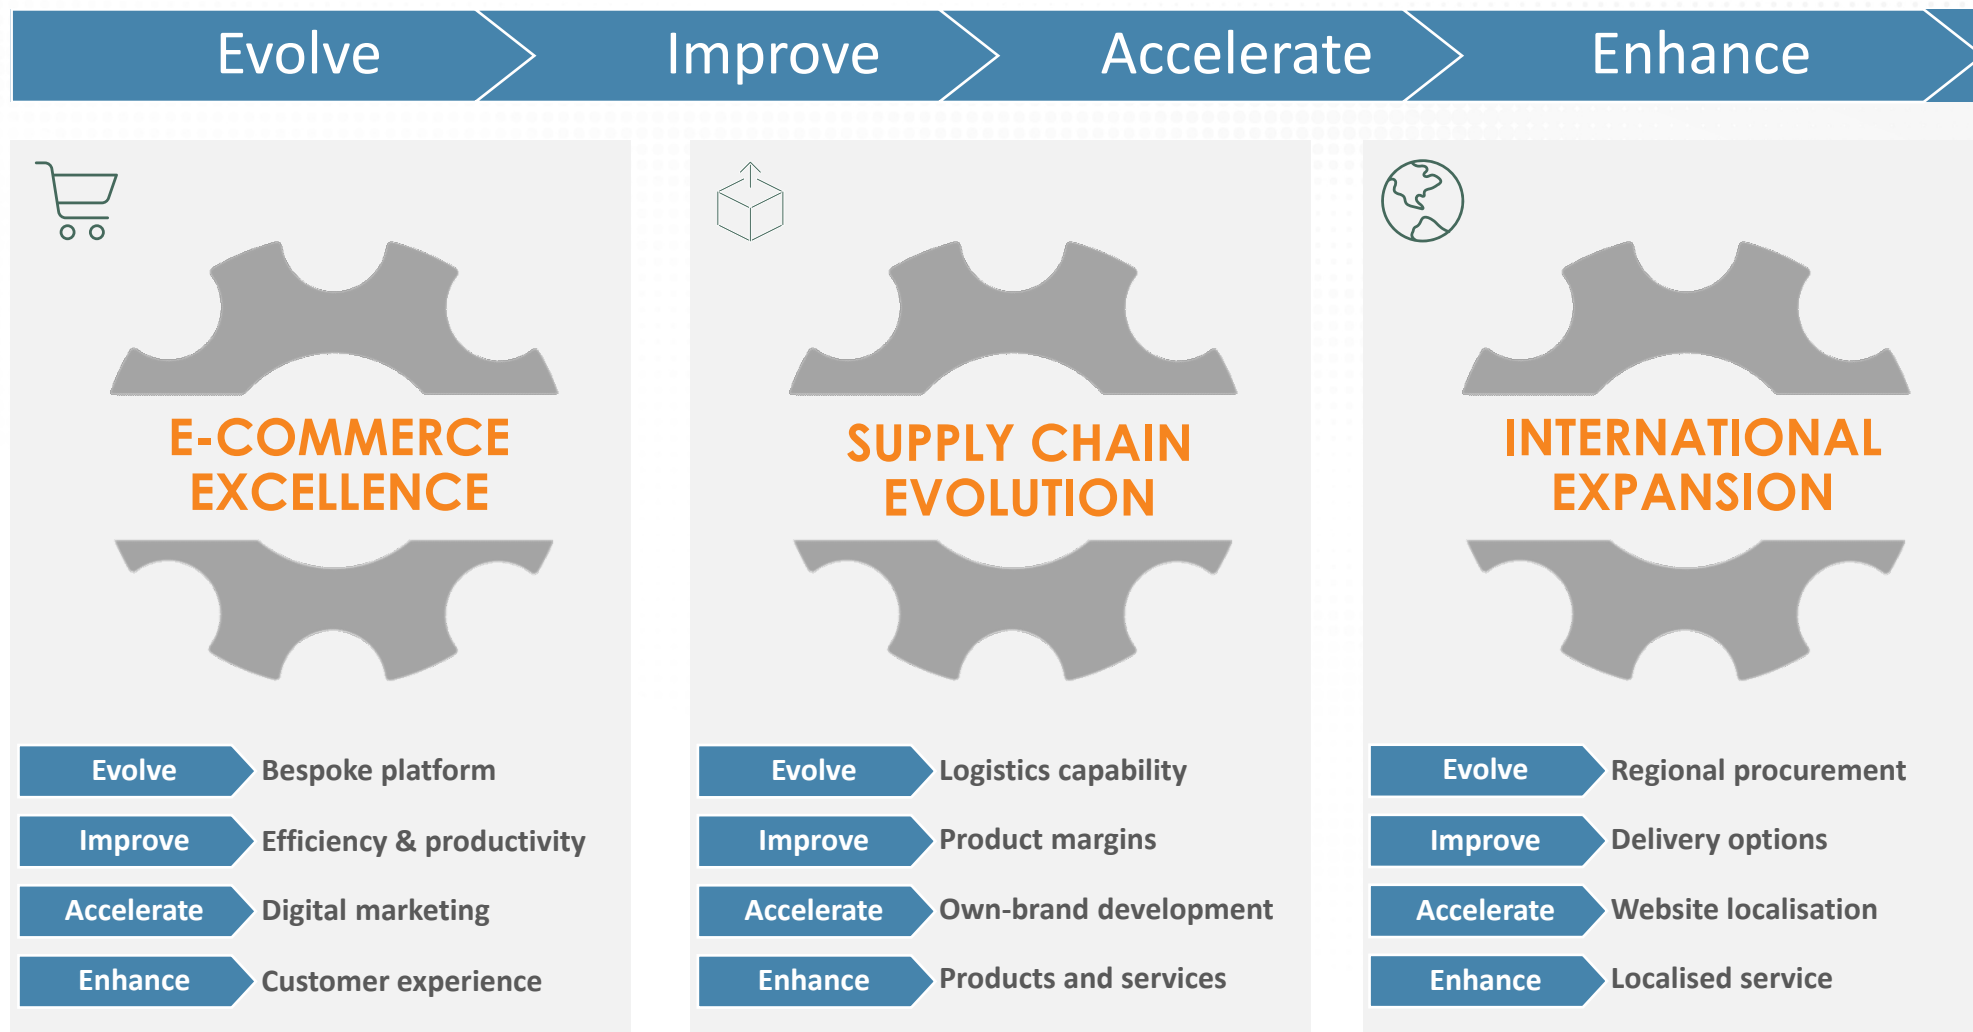 Evolve
Improve
Accelerate
Enhance
E-COMMERCE
EXCELLENCE
Evolve Bespoke platform
Improve Efficiency & productivity
Accelerate Digital marketing
Enhance Customer experience
SUPPLY CHAIN
EVOLUTION
Evolve Logistics capability
Improve Product margins
Accelerate Own-brand development
Enhance Products and services
INTERNATIONAL
EXPANSION
Evolve Regional procurement
Improve Delivery options
Accelerate Website localisation
Enhance Localised service